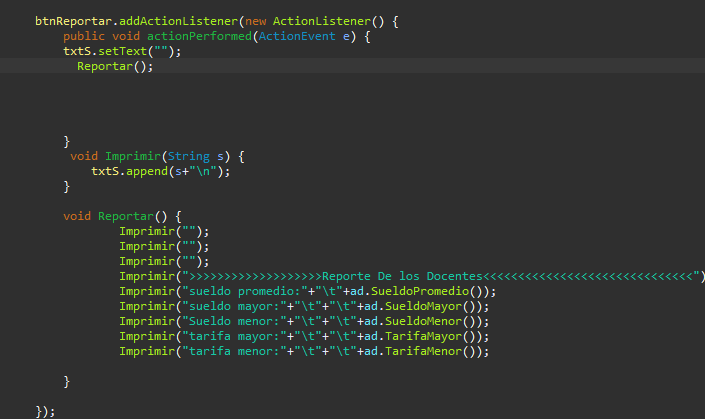 btnReportar.addActionListener(new ActionListener() {
public void actionPerformed(ActionEvent e) {
txtS.setText("");
Reportar();
}
void Imprimir(String s) {
txtS.append(s+"\n");
}
void Reportar() {
Imprimir("");
Imprimir("");
Imprimir("");
Imprimir(">>>>>>>>>>>>>>>>>>>Reporte De los Docentes<<<<<<<<<<<<<<<<<<<<<<<<<<<<<<")
Imprimir("sueldo promedio:"+"\t"+ad.SueldoPromedio());
Imprimir("sueldo mayor:"+"\t"+"\t"+ad.SueldoMayor());
Imprimir("Sueldo menor:"+"\t"+"\t"+ad.SueldoMenor());
Imprimir("tarifa mayor:"+"\t"+"\t"+ad.TarifaMayor());
Imprimir("tarifa menor:"+"\t"+"\t"+ad.TarifaMenor());
}
});